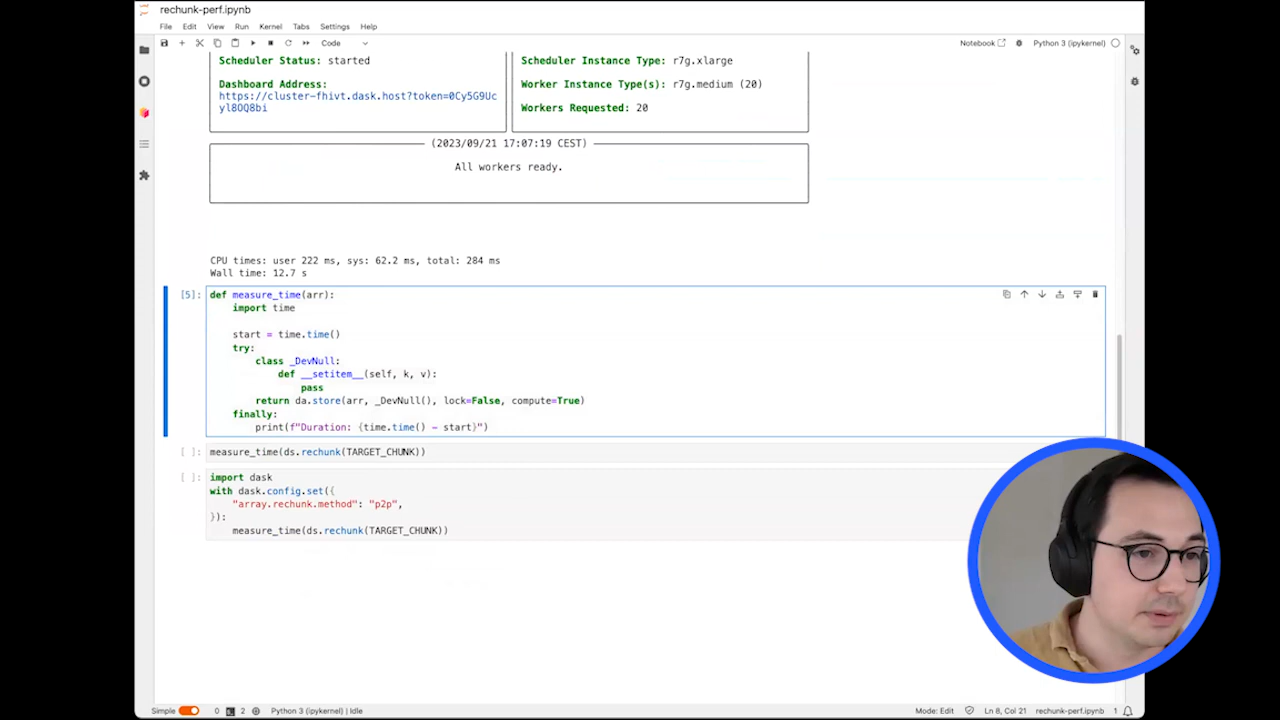 rechunk-perf.ipynb
File Edit View Run Kernel Tabs Settings Help
Code
Notebook
Python 3 (ipykernel)
Scheduler Status: started
Dashboard Address:
https://cluster-fhivt.dask.host?token=0Cy5G9Uc
yl8OQ8bi
Scheduler Instance Type: r7g.xlarge
Worker Instance Type(s): r7g.medium (20)
Workers Requested: 20
(2023/09/21 17:07:19 CEST)
All workers ready.
CPU times: user 222 ms, sys: 62.2 ms, total: 284 ms
Wall time: 12.7 s
[5]: def measure_time(arr):
import time
start = time.time()
try:
class _DevNull:
def __setitem__(self, k, v):
pass
return da.store(arr, _DevNull(), lock=False, compute=True)
finally:
print(f"Duration: {time.time() - start}")
[ ]: measure_time(ds.rechunk(TARGET_CHUNK))
[ ]: import dask
with dask.config.set({
"array.rechunk.method": "p2p",
}):
measure_time(ds.rechunk(TARGET_CHUNK))
Simple 0 2 Python 3 (ipykernel) | Idle Mode: Edit Ln 8, Col 21 rechunk-perf.ipynb 1